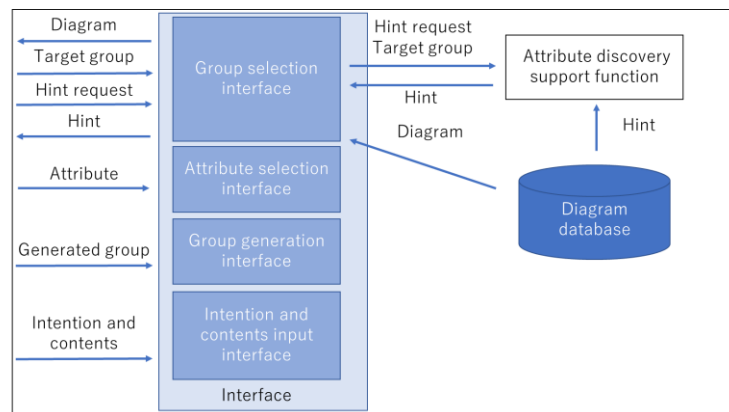 Diagram
Target group
Hint request
Hint
Attribute
Generated group
Intention and
contents
Group selection
interface
Attribute selection
interface
Group generation
interface
Intention and
contents input
interface
Interface
Hint request
Target group
Hint
Diagram
Attribute discovery
support function
Hint
Diagram
database